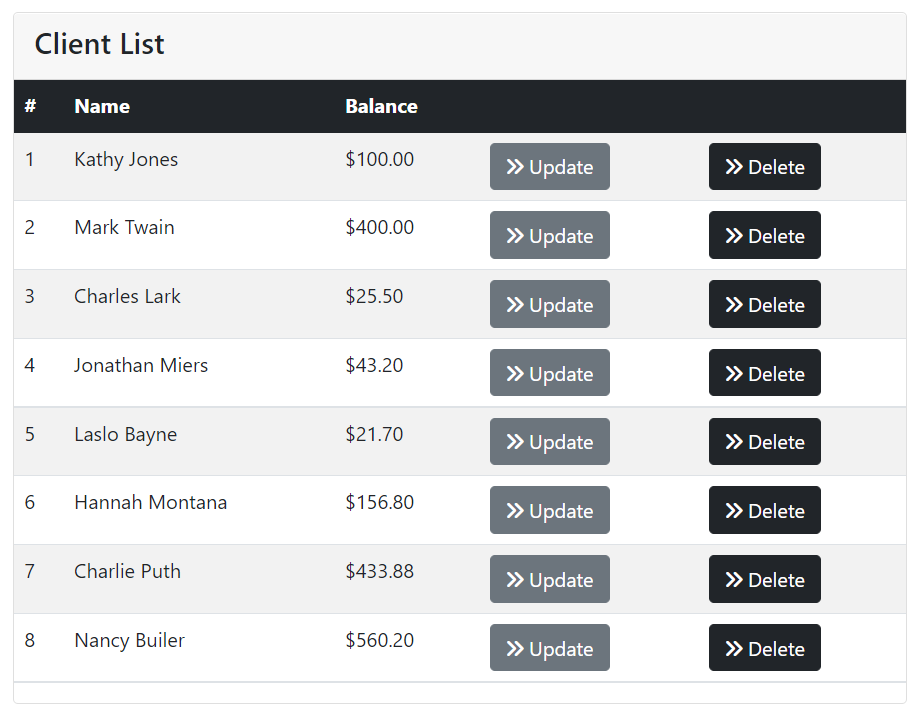 Client List
# Name Balance
1 Kathy Jones $100.00 Update Delete
2 Mark Twain $400.00 Update Delete
3 Charles Lark $25.50 Update Delete
4 Jonathan Miers $43.20 Update Delete
5 Laslo Bayne $21.70 Update Delete
6 Hannah Montana $156.80 Update Delete
7 Charlie Puth $433.88 Update Delete
8 Nancy Builer $560.20 Update Delete